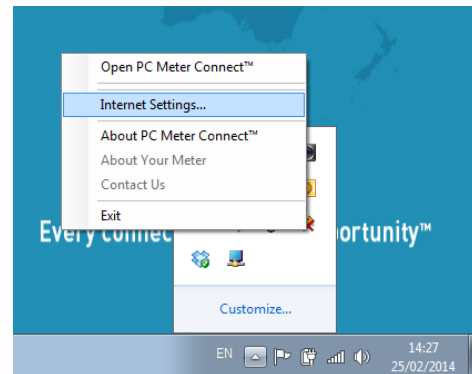 Open PC Meter Connect™
Internet Settings...
About PC Meter Connect™
About Your Meter
Contact Us
Exit
Every connec ortunity™
Customize...
EN 14:27
25/02/2014